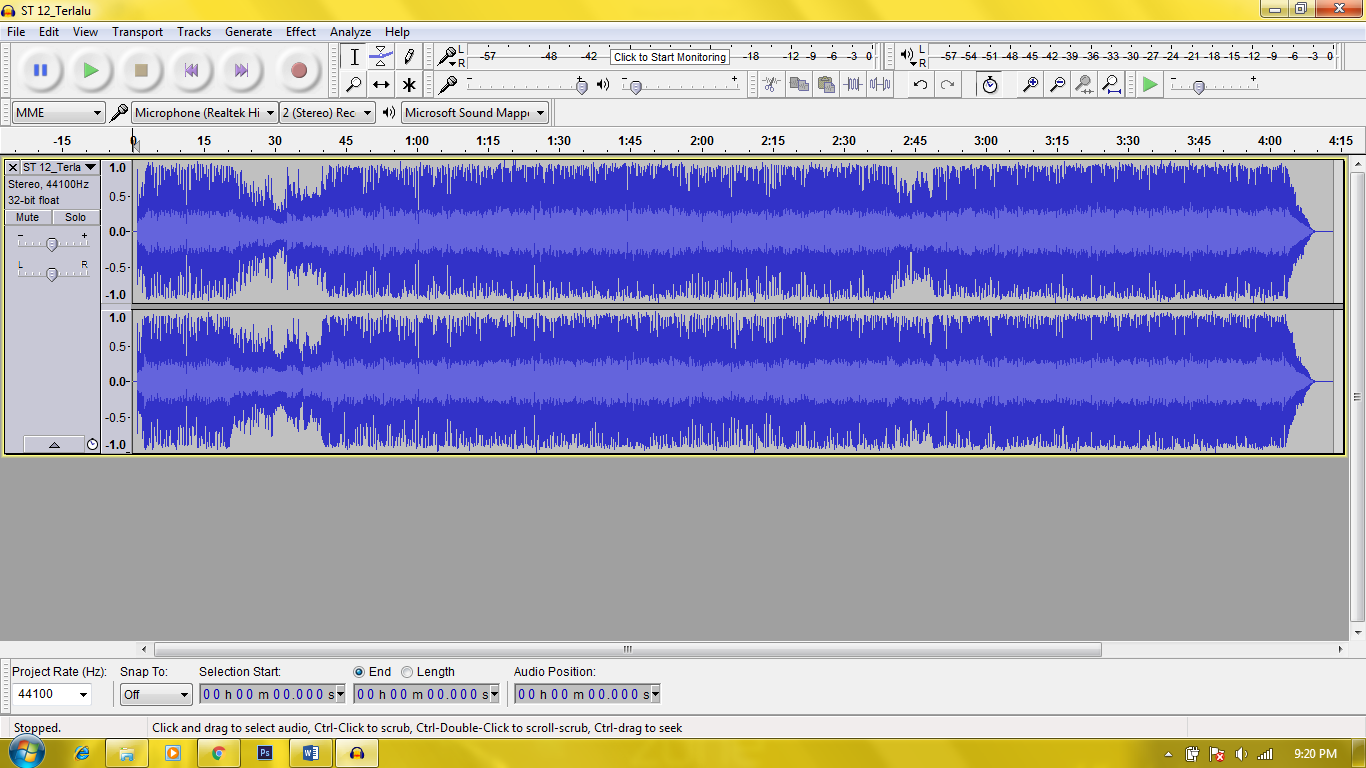 ST 12_Terlalu
File Edit View Transport Tracks Generate Effect Analyze Help
L R -57 -48 -42 Click to Start Monitoring -18 -12 -9 -6 -3 0 L R -57 -54 -51 -48 -45 -42 -39 -36 -33 -30 -27 -24 -21 -18 -15 -12 -9 -6 -3 0
- + - + - +
MME Microphone (Realtek Hi 2 (Stereo) Rec Microsoft Sound Mapp
-15 0 15 30 45 1:00 1:15 1:30 1:45 2:00 2:15 2:30 2:45 3:00 3:15 3:30 3:45 4:00 4:15
ST 12_Terla 1.0
Stereo, 44100Hz
32-bit float 0.5
Mute Solo
- + 0.0
L R -0.5
-1.0
1.0
0.5
0.0
-0.5
-1.0
Project Rate (Hz): Snap To: Selection Start: End Length Audio Position:
44100 Off 00 h 00 m 00.000 s 00 h 00 m 00.000 s 00 h 00 m 00.000 s
Stopped. Click and drag to select audio, Ctrl-Click to scrub, Ctrl-Double-Click to scroll-scrub, Ctrl-drag to seek
Ps W 9:20 PM